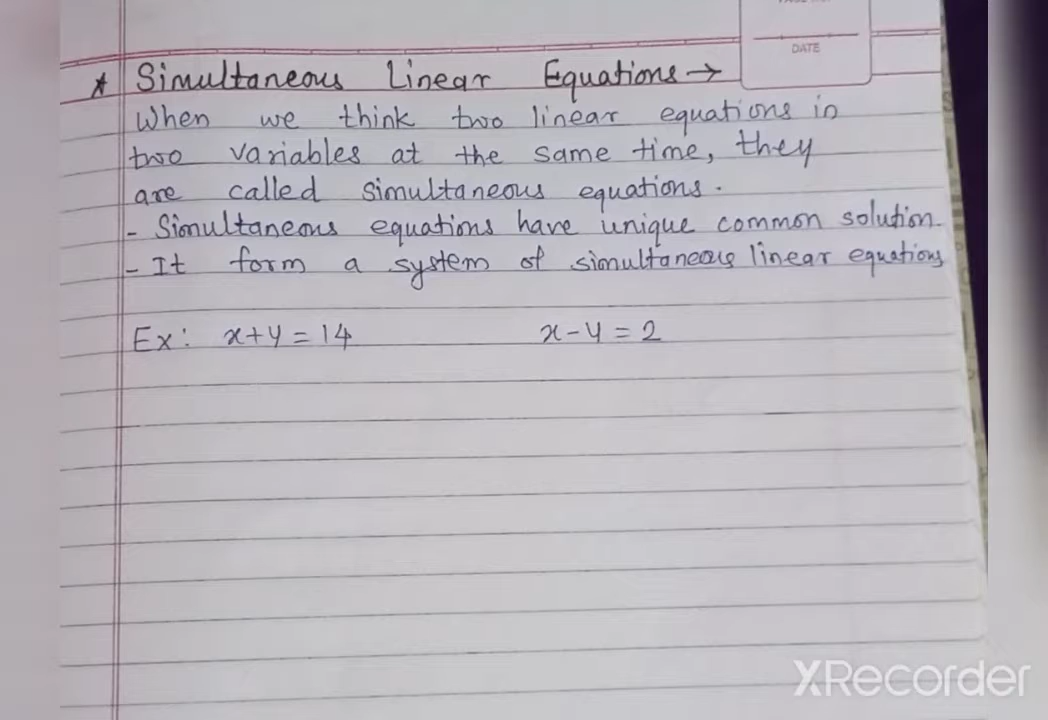 DATE
* Simultaneous Linear Equations →
When we think two linear equations in
two variables at the same time, they
are called simultaneous equations.
- Simultaneous equations have unique common solution.
- It form a system of simultaneous linear equations
Ex: x+y=14 x-y=2
XRecorder